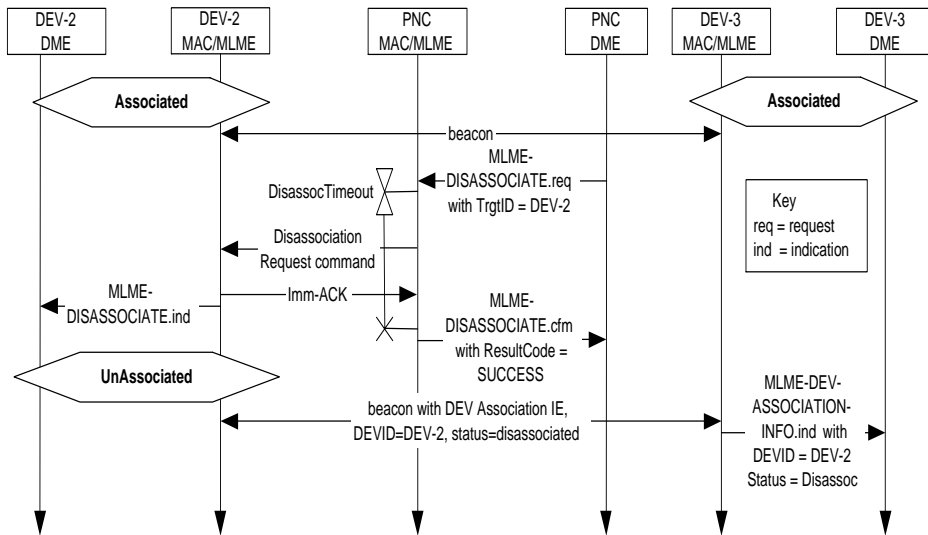 DEV-2
DME
DEV-2
MAC/MLME
PNC
MAC/MLME
PNC
DME
DEV-3
MAC/MLME
DEV-3
DME
Associated
Associated
beacon
MLME-
DISASSOCIATE.req
with TrgtID = DEV-2
DisassocTimeout
Key
req = request
ind = indication
Disassociation
Request command
Imm-ACK
MLME-
DISASSOCIATE.ind
MLME-
DISASSOCIATE.cfm
with ResultCode =
SUCCESS
UnAssociated
beacon with DEV Association IE,
DEVID=DEV-2, status=disassociated
MLME-DEV-
ASSOCIATION-
INFO.ind with
DEVID = DEV-2
Status = Disassoc